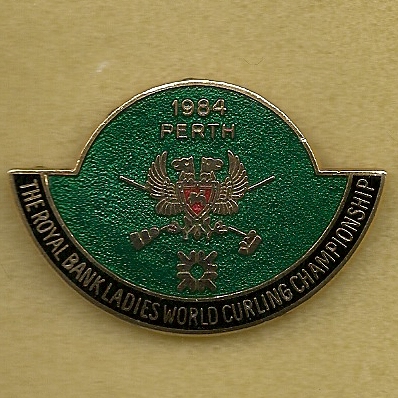 1984
PERTH
THE ROYAL BANK LADIES WORLD CURLING CHAMPIONSHIP